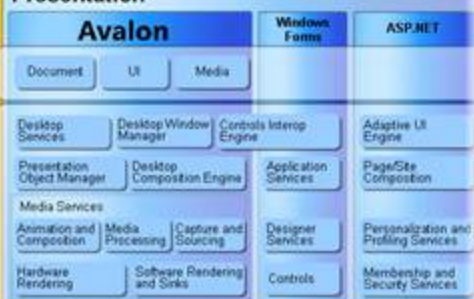 Presentation
Avalon
Windows
Forms
ASP.NET
Document
UI
Media
Desktop
Services
Desktop Window
Manager
Controls Interop
Engine
Adaptive UI
Engine
Presentation
Object Manager
Desktop
Composition Engine
Application
Services
Page/Site
Composition
Media Services
Animation and
Composition
Media
Processing
Capture and
Sourcing
Designer
Services
Personalization and
Profiling Services
Hardware
Rendering
Software Rendering
and Sinks
Controls
Membership and
Security Services